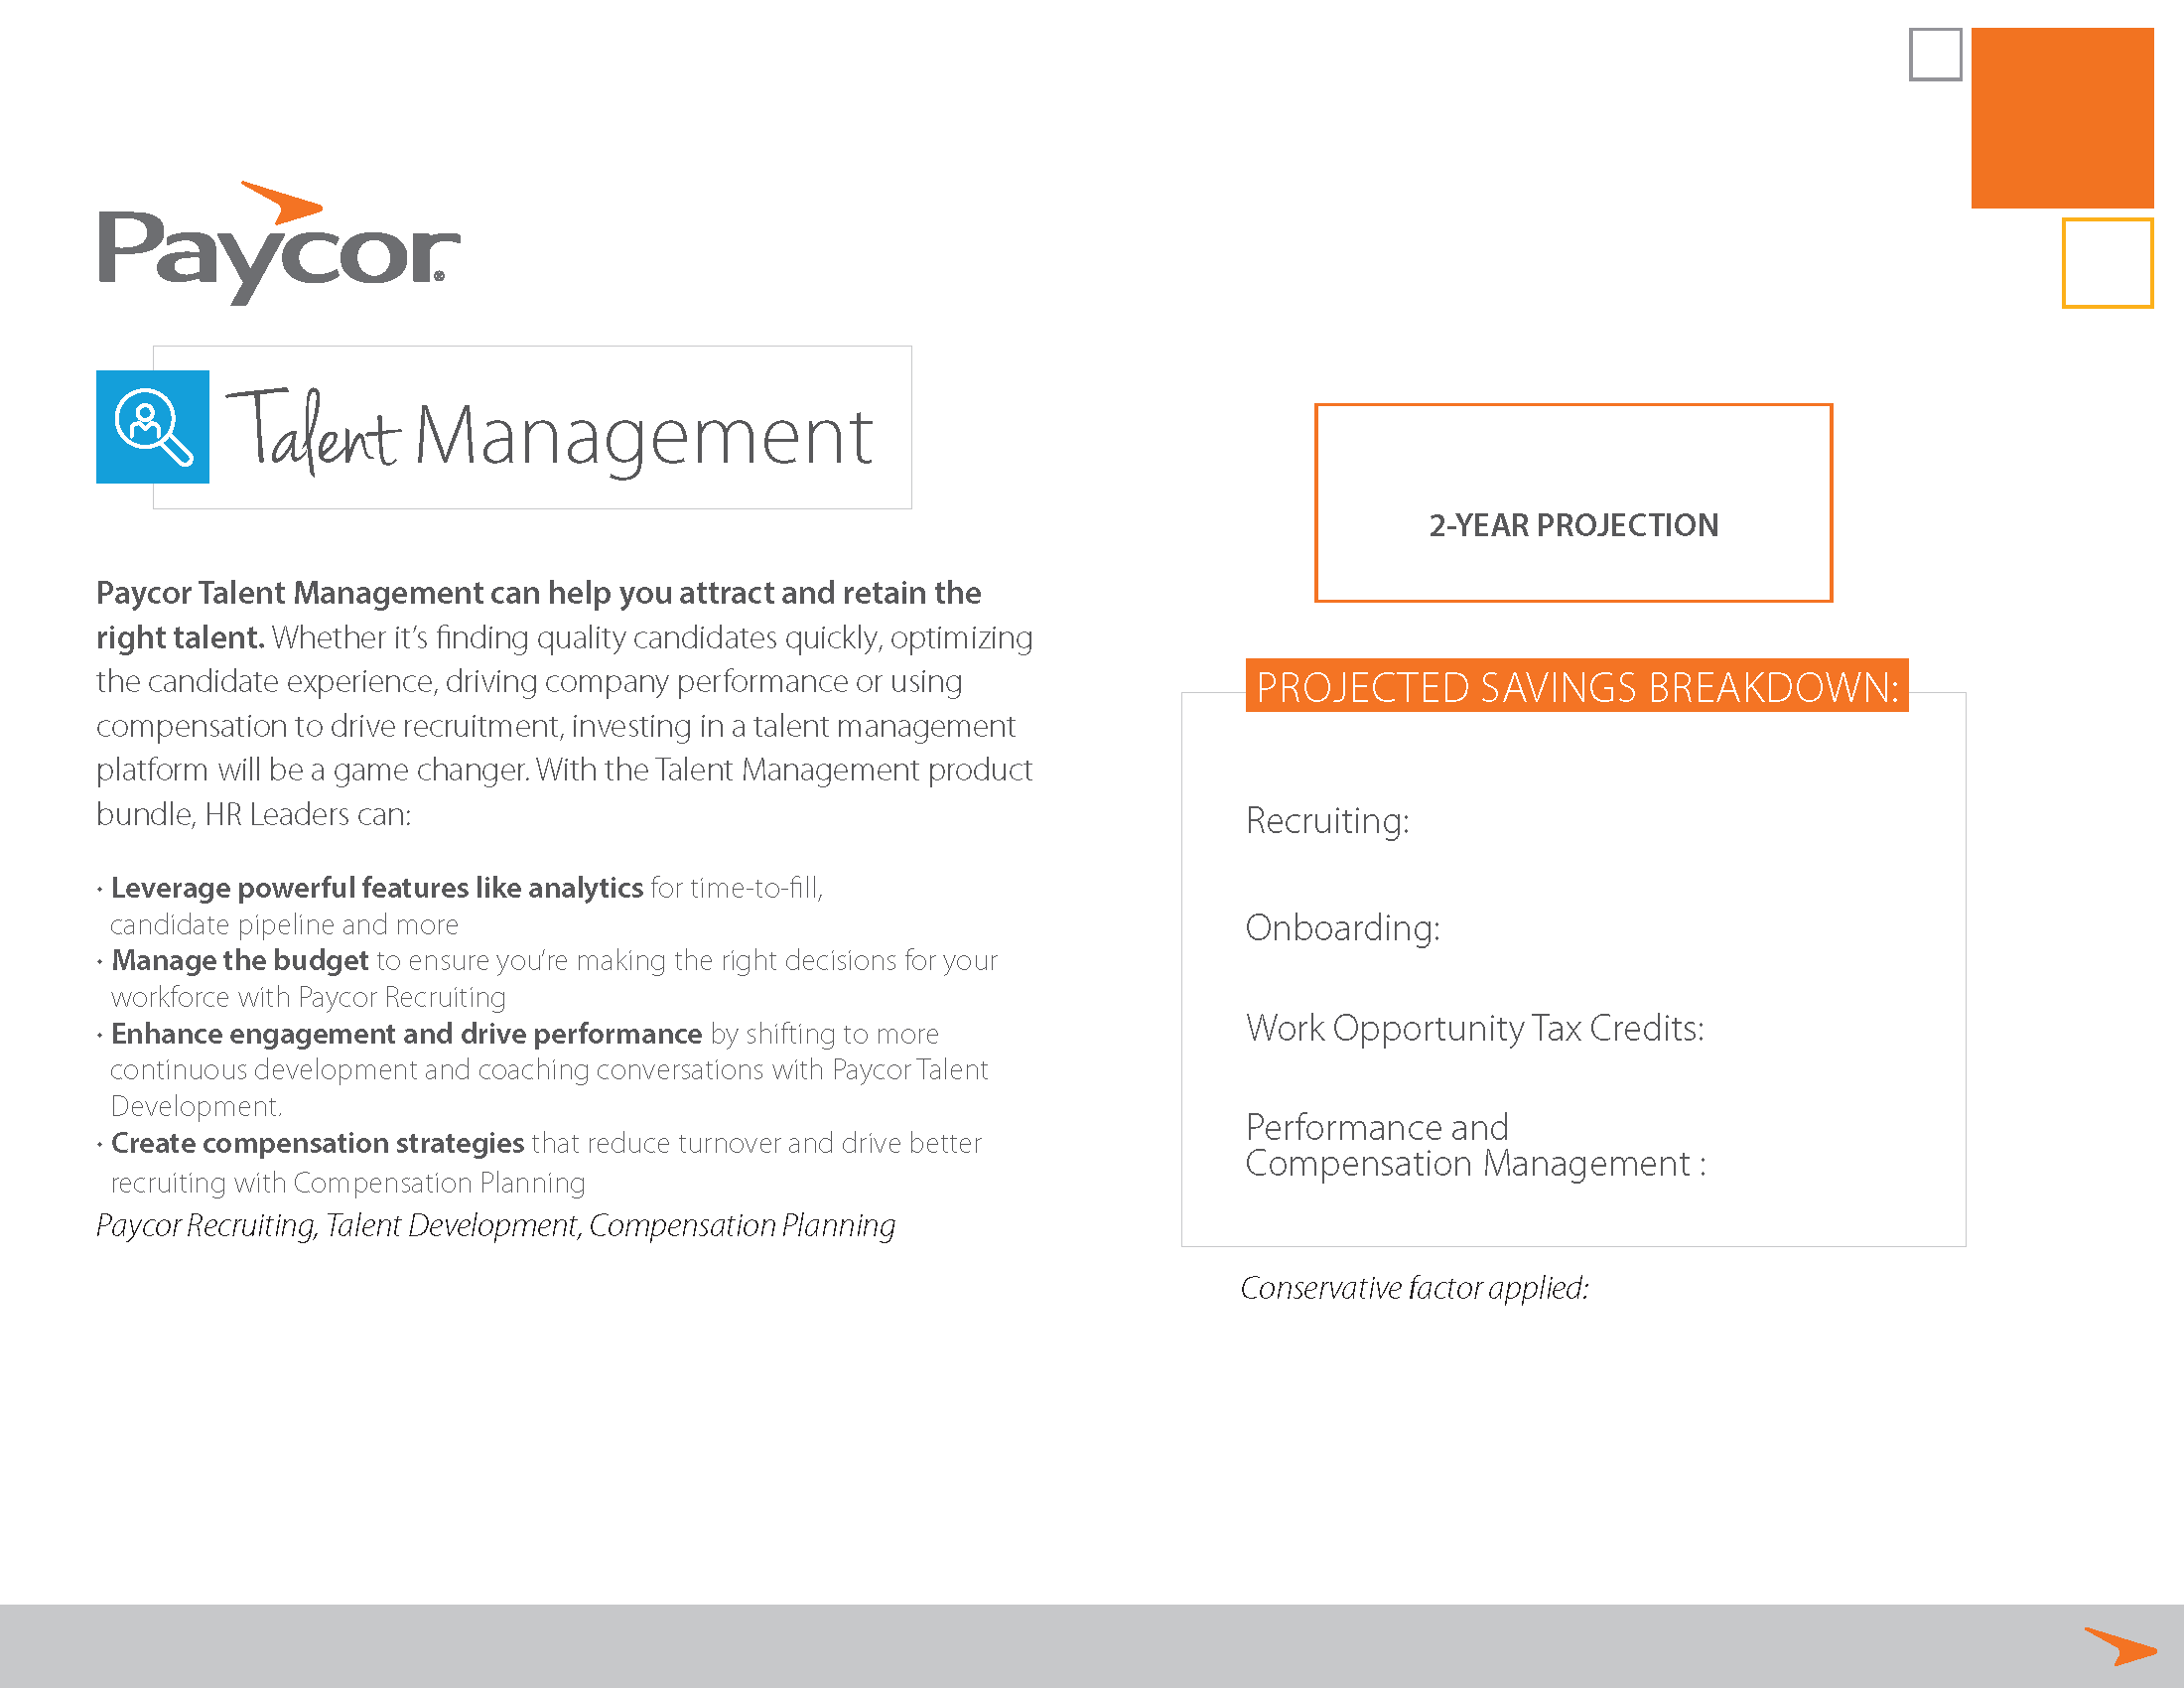 Paycor®
Talent Management
Paycor Talent Management can help you attract and retain the
right talent. Whether it’s finding quality candidates quickly, optimizing
the candidate experience, driving company performance or using
compensation to drive recruitment, investing in a talent management
platform will be a game changer. With the Talent Management product
bundle, HR Leaders can:
• Leverage powerful features like analytics for time-to-fill,
candidate pipeline and more
• Manage the budget to ensure you’re making the right decisions for your
workforce with Paycor Recruiting
• Enhance engagement and drive performance by shifting to more
continuous development and coaching conversations with Paycor Talent
Development.
• Create compensation strategies that reduce turnover and drive better
recruiting with Compensation Planning
Paycor Recruiting, Talent Development, Compensation Planning
2-YEAR PROJECTION
PROJECTED SAVINGS BREAKDOWN:
Recruiting:
Onboarding:
Work Opportunity Tax Credits:
Performance and
Compensation Management :
Conservative factor applied: